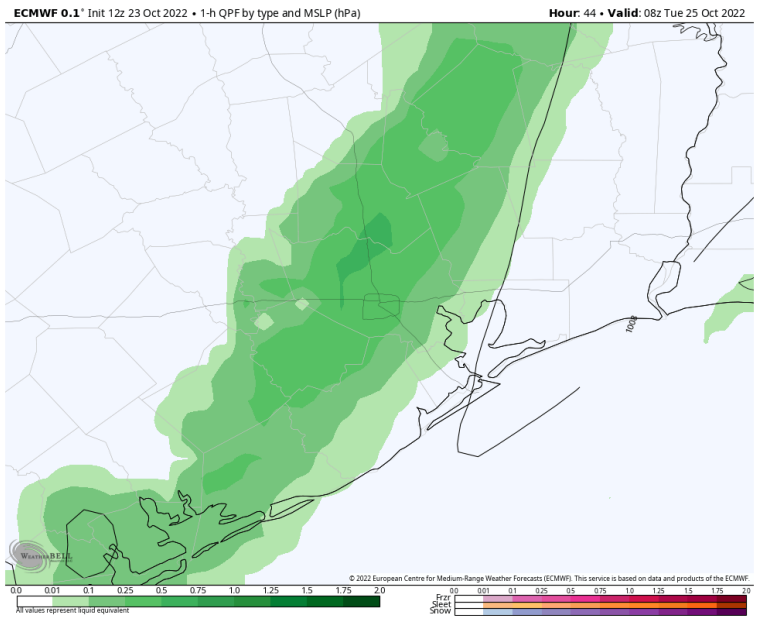 ECMWF 0.1° Init 12z 23 Oct 2022 • 1-h QPF by type and MSLP (hPa) Hour: 44 • Valid: 08z Tue 25 Oct 2022
1008
WEATHERBELL
© 2022 European Centre for Medium-Range Weather Forecasts (ECMWF). This service is based on data and products of the ECMWF.
0.0 0.01 0.1 0.25 0.5 0.75 1.0 1.25 1.5 1.75 2.0
All values represent liquid equivalent
0.0 0.01 0.1 0.25 0.5 0.75 1.0 1.25 1.5 1.75 2.0
Frzr
Sleet
Snow